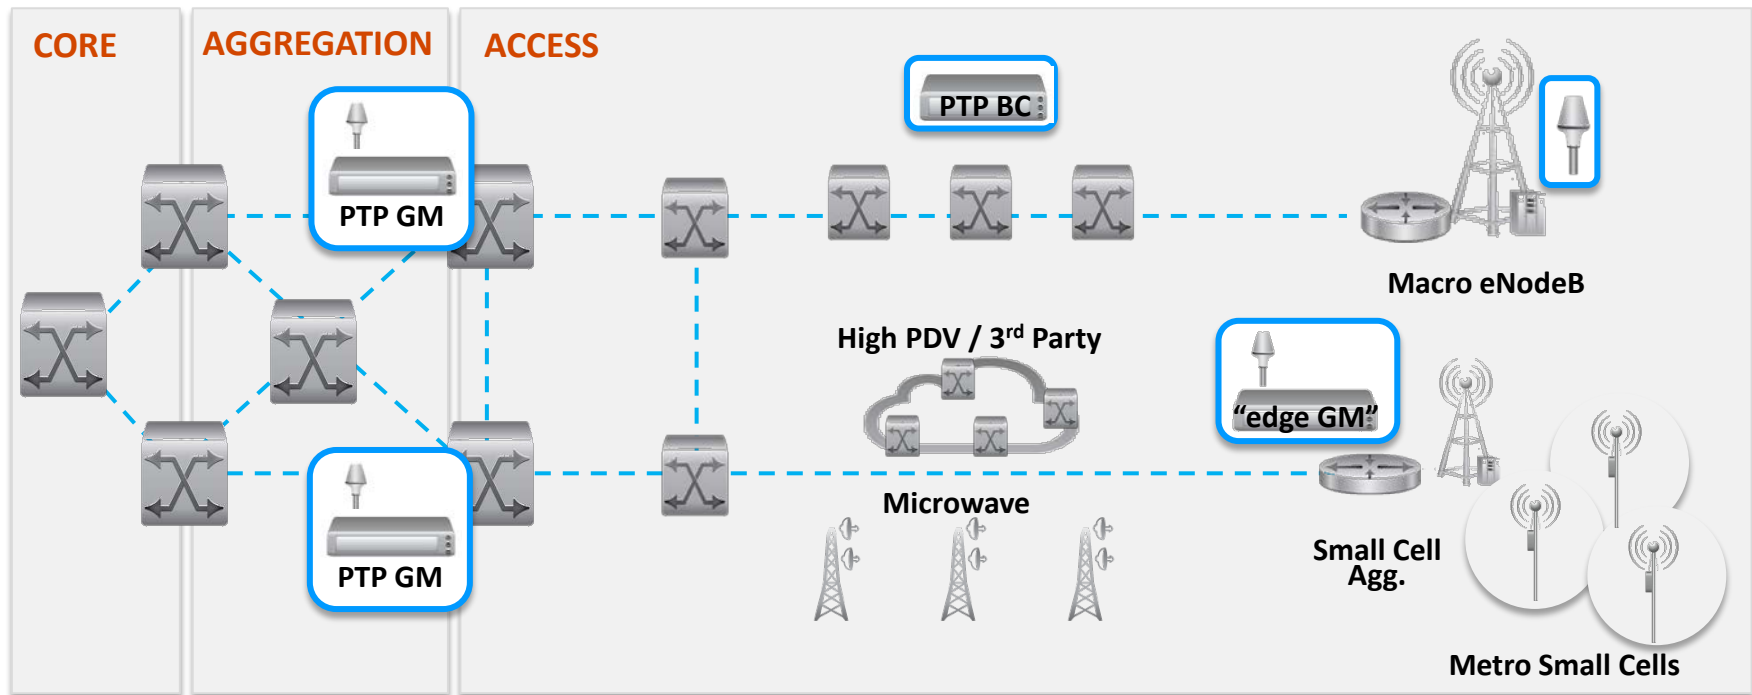 CORE
AGGREGATION
ACCESS
PTP BC
PTP GM
Macro eNodeB
High PDV / 3rd Party
“edge GM”
Microwave
PTP GM
Small Cell
Agg.
Metro Small Cells